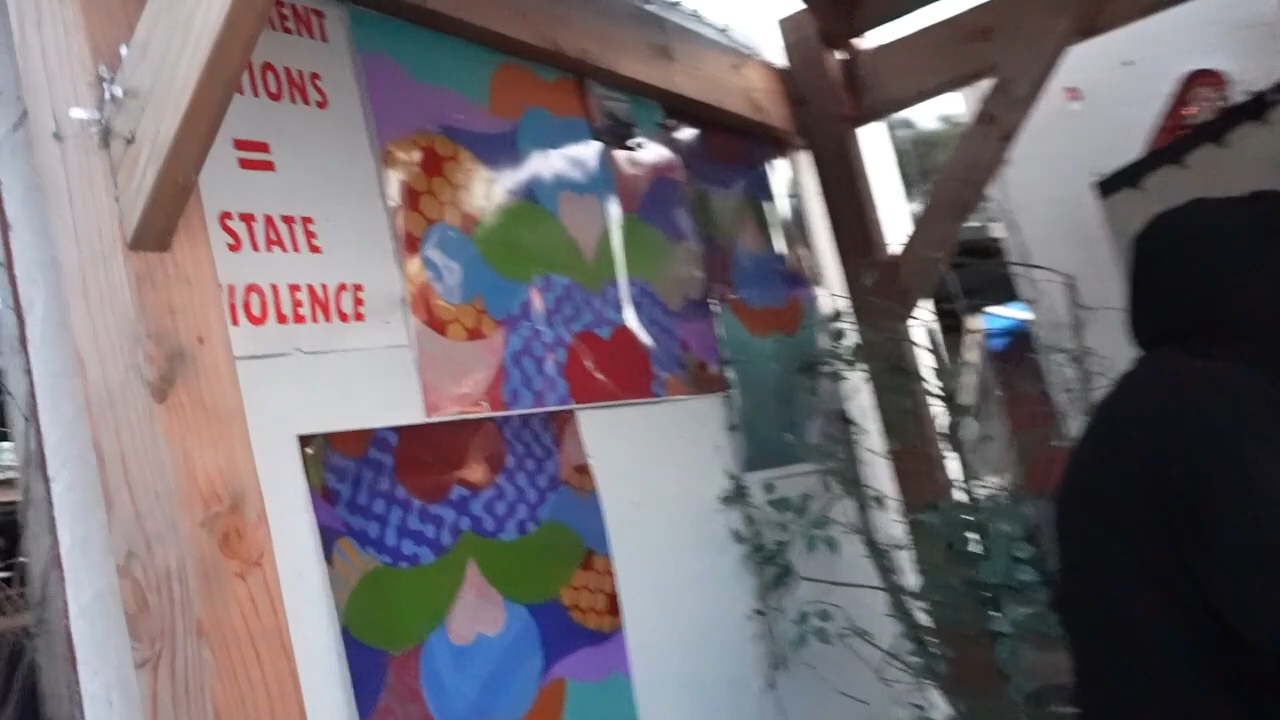 ENT
IONS
=
STATE
IOLENCE